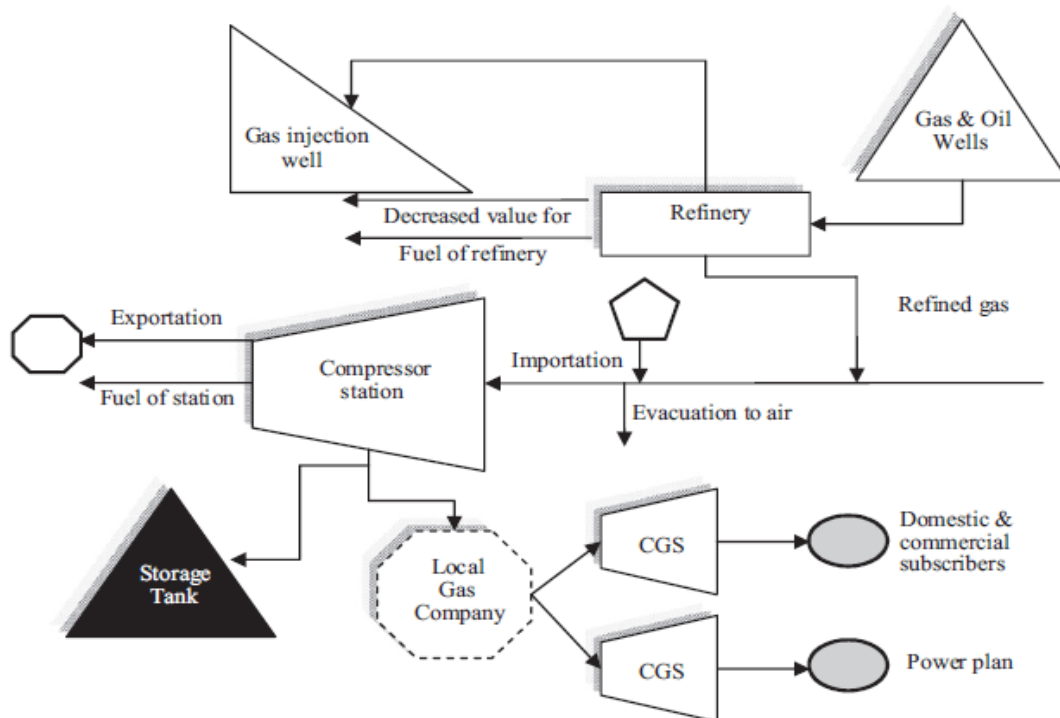 Gas injection
well
Gas & Oil
Wells
Decreased value for
Refinery
Fuel of refinery
Refined gas
Exportation
Importation
Compressor
station
Fuel of station
Evacuation to air
Storage
Tank
Local
Gas
Company
CGS
Domestic &
commercial
subscribers
CGS
Power plan